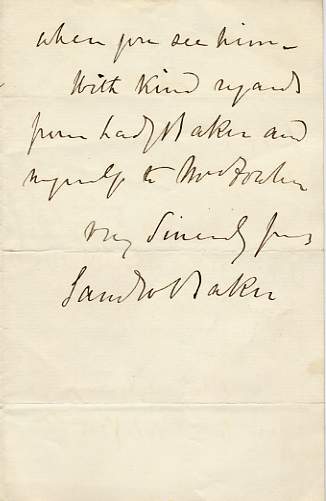 when you see him –
With kind regards
from Lady Baker and
myself to Mrs
Very Sincerely yours
Saml W Baker